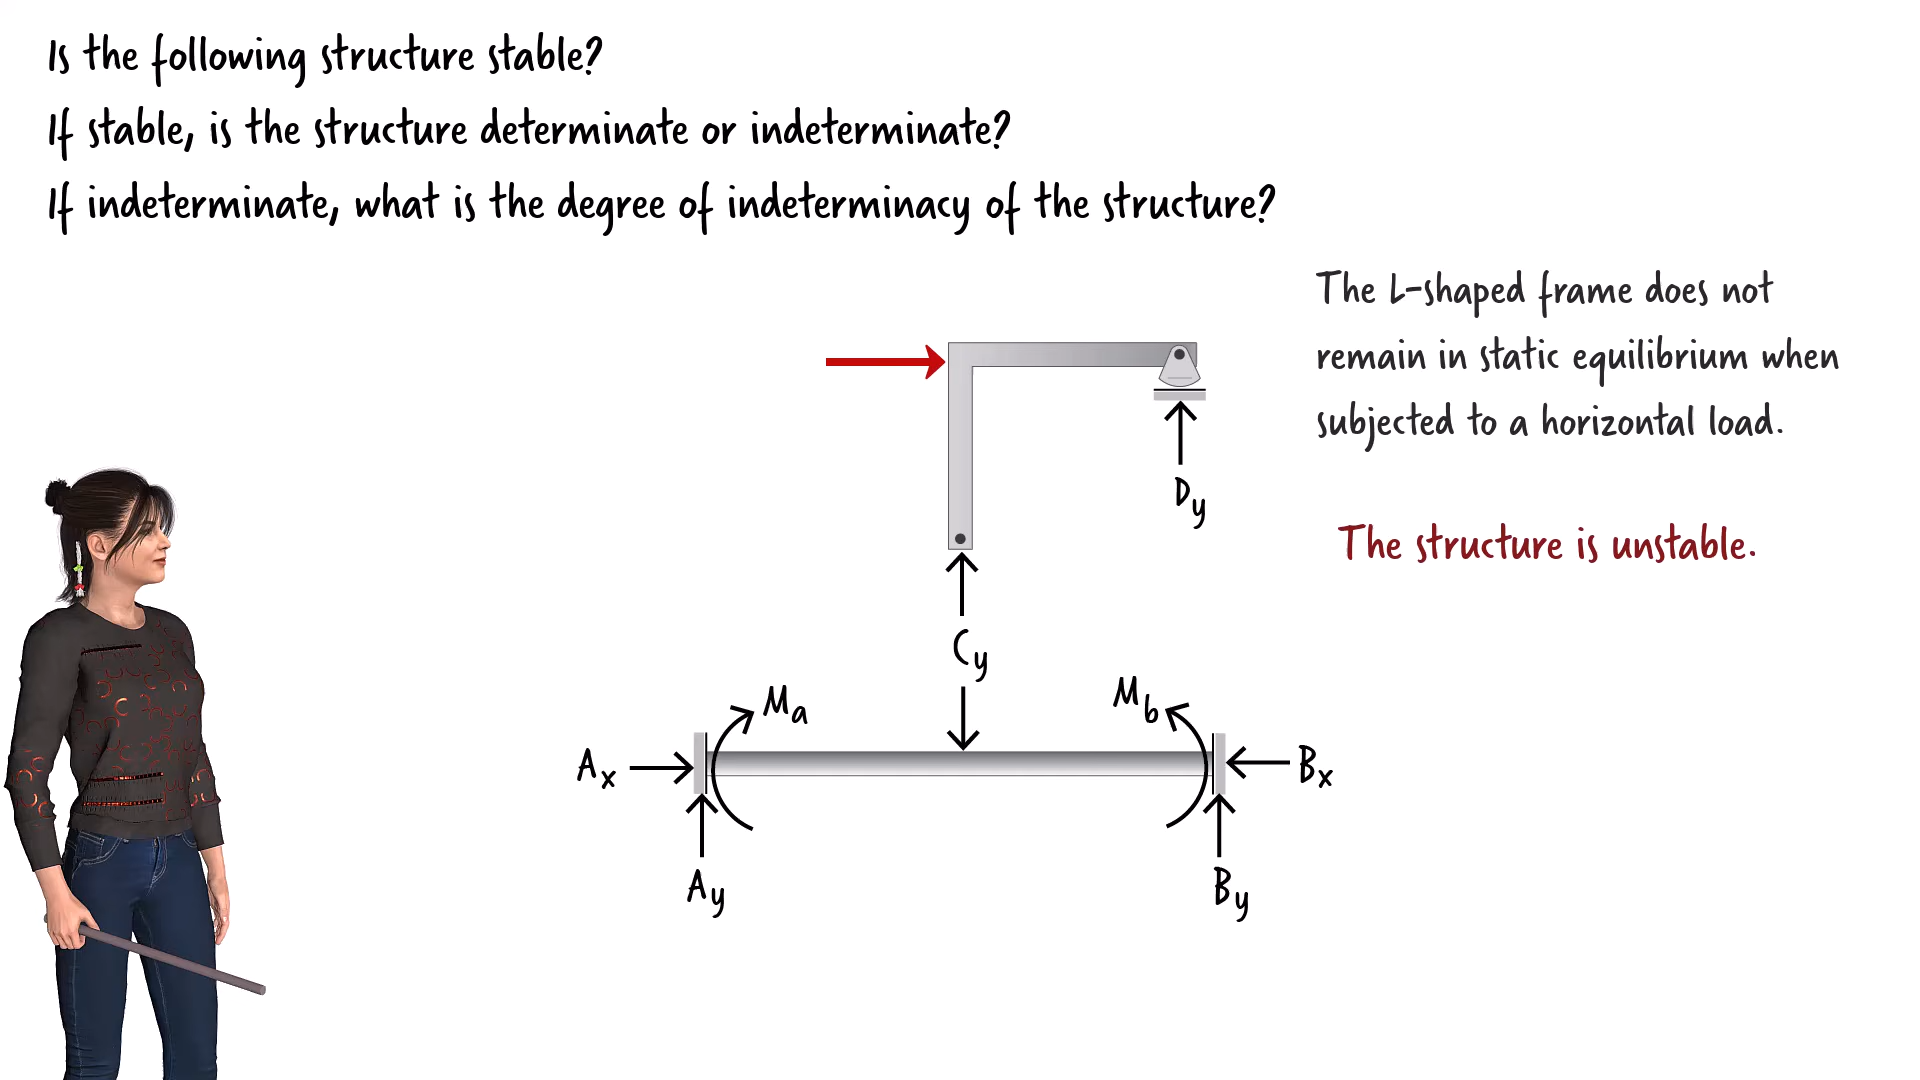 Is the following structure stable?
If stable, is the structure determinate or indeterminate?
If indeterminate, what is the degree of indeterminacy of the structure?
The L-shaped frame does not
remain in static equilibrium when
subjected to a horizontal load.
The structure is unstable.
Dy
Cy
Ma
Mb
Ax
Bx
Ay
By